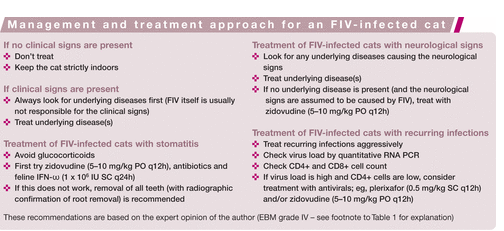 Management and treatment approach for an FIV-infected cat
If no clinical signs are present
❖ Don't treat
❖ Keep the cat strictly indoors
If clinical signs are present
❖ Always look for underlying diseases first (FIV itself is usually
not responsible for the clinical signs)
❖ Treat underlying disease(s)
Treatment of FIV-infected cats with stomatitis
❖ Avoid glucocorticoids
❖ First try zidovudine (5–10 mg/kg PO q12h), antibiotics and
feline IFN-ω (1 x 10⁶ IU SC q24h)
❖ If this does not work, removal of all teeth (with radiographic
confirmation of root removal) is recommended
Treatment of FIV-infected cats with neurological signs
❖ Look for any underlying diseases causing the neurological
signs
❖ Treat underlying disease(s)
❖ If no underlying disease is present (and the neurological
signs are assumed to be caused by FIV), treat with
zidovudine (5–10 mg/kg PO q12h)
Treatment of FIV-infected cats with recurring infections
❖ Treat recurring infections aggressively
❖ Check virus load by quantitative RNA PCR
❖ Check CD4+ and CD8+ cell count
❖ If virus load is high and CD4+ cells are low, consider
treatment with antivirals; eg, plerixafor (0.5 mg/kg SC q12h)
and/or zidovudine (5–10 mg/kg PO q12h)
These recommendations are based on the expert opinion of the author (EBM grade IV – see footnote to Table 1 for explanation)